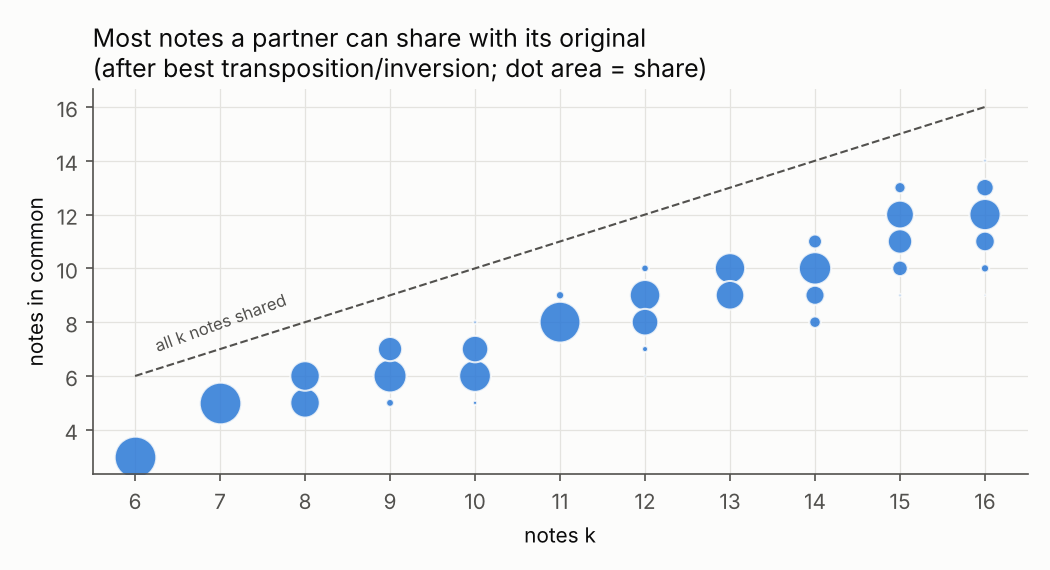 Most notes a partner can share with its original
(after best transposition/inversion; dot area = share)
notes in common
16
14
12
10
8
6
4
all k notes shared
6 7 8 9 10 11 12 13 14 15 16
notes k